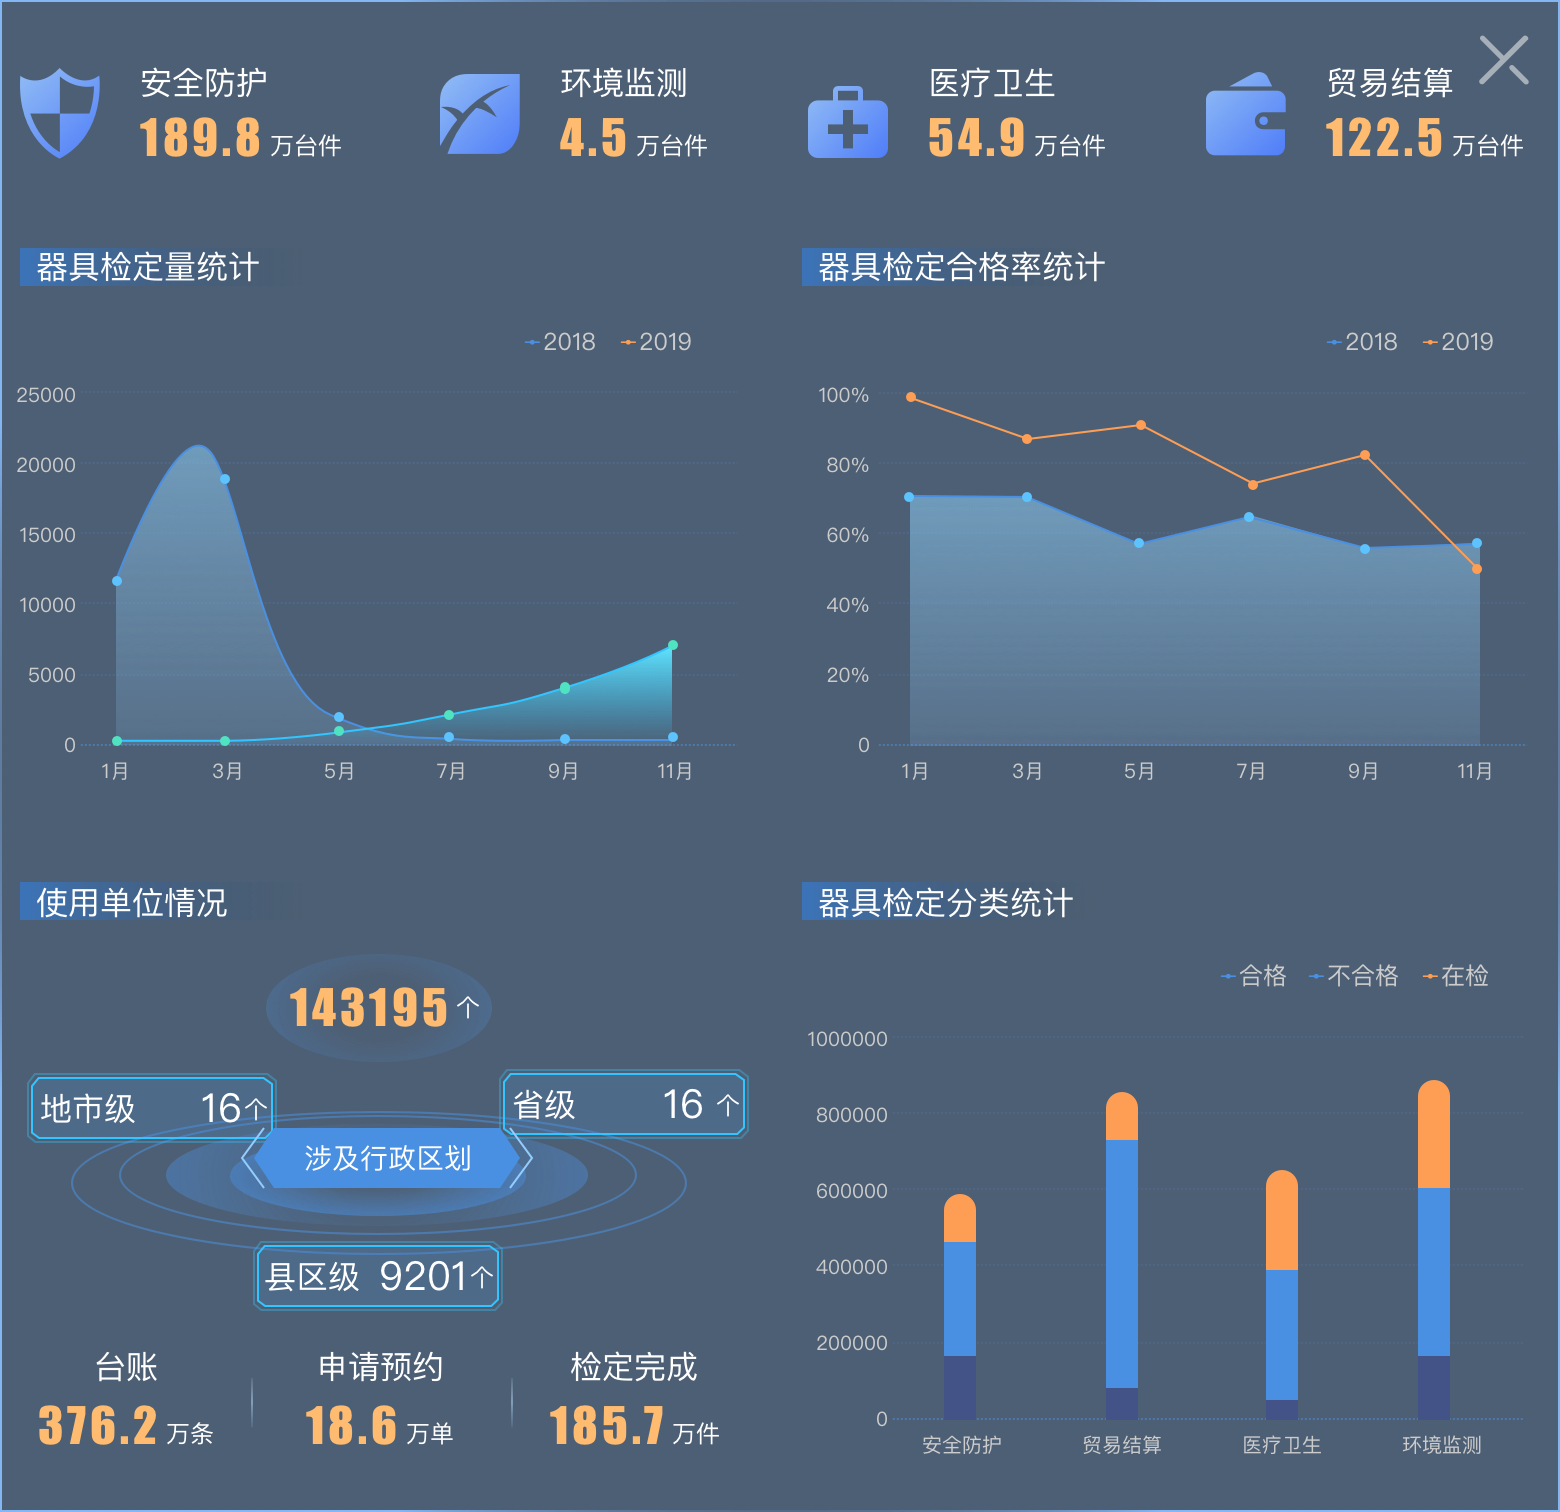 安全防护
189.8 万台件
环境监测
4.5 万台件
医疗卫生
54.9 万台件
贸易结算
122.5 万台件
器具检定量统计
2018 2019
25000
20000
15000
10000
5000
0
1月 3月 5月 7月 9月 11月
器具检定合格率统计
2018 2019
100%
80%
60%
40%
20%
0
1月 3月 5月 7月 9月 11月
使用单位情况
143195 个
地市级 16个
省级 16 个
涉及行政区划
县区级 9201个
台账
376.2 万条
申请预约
18.6 万单
检定完成
185.7 万件
器具检定分类统计
合格 不合格 在检
1000000
800000
600000
400000
200000
0
安全防护 贸易结算 医疗卫生 环境监测